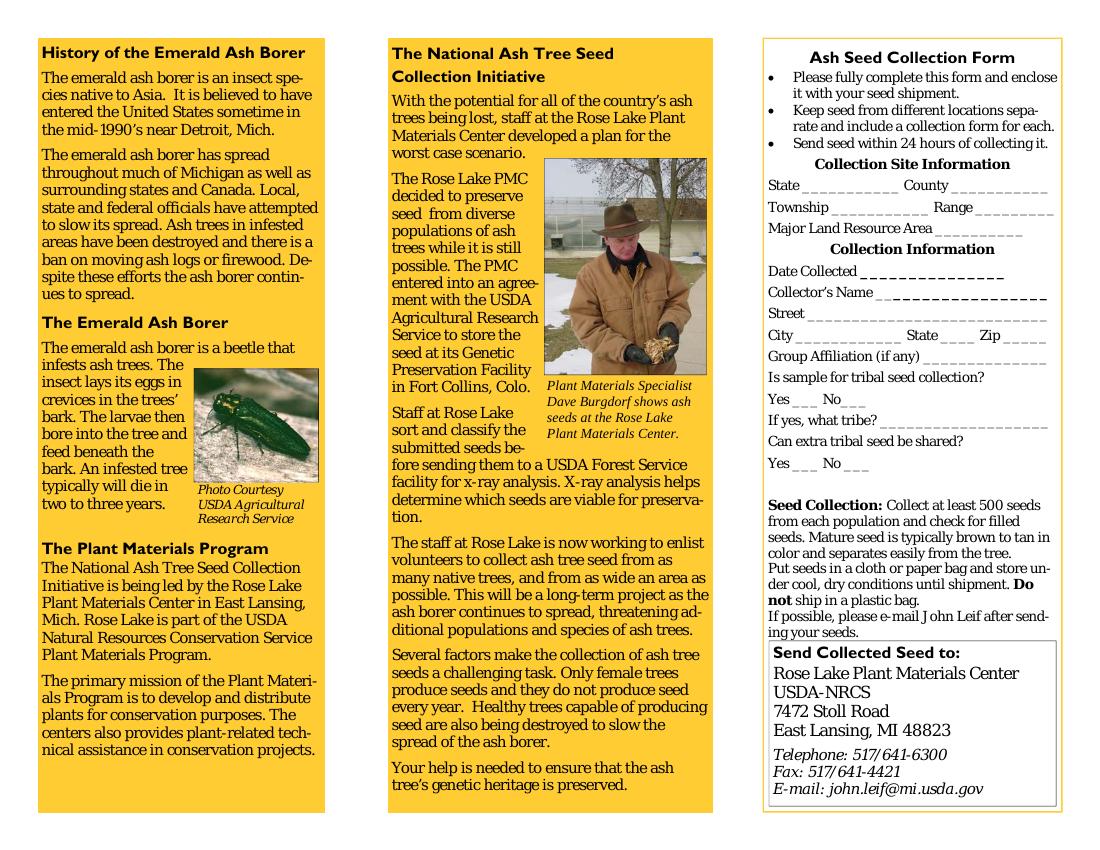 History of the Emerald Ash Borer
The emerald ash borer is an insect spe-
cies native to Asia.  It is believed to have
entered the United States sometime in
the mid-1990’s near Detroit, Mich.
The emerald ash borer has spread
throughout much of Michigan as well as
surrounding states and Canada. Local,
state and federal officials have attempted
to slow its spread. Ash trees in infested
areas have been destroyed and there is a
ban on moving ash logs or firewood. De-
spite these efforts the ash borer contin-
ues to spread.
The Emerald Ash Borer
The emerald ash borer is a beetle that
infests ash trees. The
insect lays its eggs in
crevices in the trees’
bark. The larvae then
bore into the tree and
feed beneath the
bark. An infested tree
typically will die in
two to three years.
Photo Courtesy
USDA Agricultural
Research Service
The Plant Materials Program
The National Ash Tree Seed Collection
Initiative is being led by the Rose Lake
Plant Materials Center in East Lansing,
Mich. Rose Lake is part of the USDA
Natural Resources Conservation Service
Plant Materials Program.
The primary mission of the Plant Materi-
als Program is to develop and distribute
plants for conservation purposes. The
centers also provides plant-related tech-
nical assistance in conservation projects.
The National Ash Tree Seed
Collection Initiative
With the potential for all of the country’s ash
trees being lost, staff at the Rose Lake Plant
Materials Center developed a plan for the
worst case scenario.
The Rose Lake PMC
decided to preserve
seed  from diverse
populations of ash
trees while it is still
possible. The PMC
entered into an agree-
ment with the USDA
Agricultural Research
Service to store the
seed at its Genetic
Preservation Facility
in Fort Collins, Colo.
Plant Materials Specialist
Dave Burgdorf shows ash
seeds at the Rose Lake
Plant Materials Center.
Staff at Rose Lake
sort and classify the
submitted seeds be-
fore sending them to a USDA Forest Service
facility for x-ray analysis. X-ray analysis helps
determine which seeds are viable for preserva-
tion.
The staff at Rose Lake is now working to enlist
volunteers to collect ash tree seed from as
many native trees, and from as wide an area as
possible. This will be a long-term project as the
ash borer continues to spread, threatening ad-
ditional populations and species of ash trees.
Several factors make the collection of ash tree
seeds a challenging task. Only female trees
produce seeds and they do not produce seed
every year.  Healthy trees capable of producing
seed are also being destroyed to slow the
spread of the ash borer.
Your help is needed to ensure that the ash
tree’s genetic heritage is preserved.
Ash Seed Collection Form
• Please fully complete this form and enclose
it with your seed shipment.
• Keep seed from different locations sepa-
rate and include a collection form for each.
• Send seed within 24 hours of collecting it.
Collection Site Information
State ___________ County ___________
Township ___________ Range _________
Major Land Resource Area __________
Collection Information
Date Collected _______________
Collector’s Name __________________
Street ___________________________
City ____________ State ____ Zip _____
Group Affiliation (if any) ______________
Is sample for tribal seed collection?
Yes ___ No___
If yes, what tribe? ___________________
Can extra tribal seed be shared?
Yes ___ No ___
Seed Collection: Collect at least 500 seeds
from each population and check for filled
seeds. Mature seed is typically brown to tan in
color and separates easily from the tree.
Put seeds in a cloth or paper bag and store un-
der cool, dry conditions until shipment. Do
not ship in a plastic bag.
If possible, please e-mail John Leif after send-
ing your seeds.
Send Collected Seed to:
Rose Lake Plant Materials Center
USDA-NRCS
7472 Stoll Road
East Lansing, MI 48823
Telephone: 517/641-6300
Fax: 517/641-4421
E-mail: john.leif@mi.usda.gov